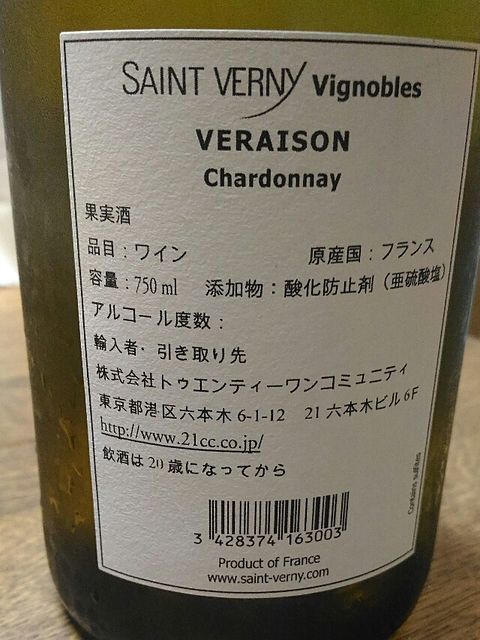 SAINT VERNY Vignobles
VERAISON
Chardonnay
果実酒
品目：ワイン 原産国：フランス
容量：750 ml 添加物：酸化防止剤（亜硫酸塩）
アルコール度数：
輸入者・引き取り先
株式会社トゥエンティーワンコミュニティ
東京都港区六本木 6-1-12 21 六本木ビル 6F
http://www.21cc.co.jp/
飲酒は20歳になってから
Contains sulfites
3 428374 163003
Product of France
www.saint-verny.com